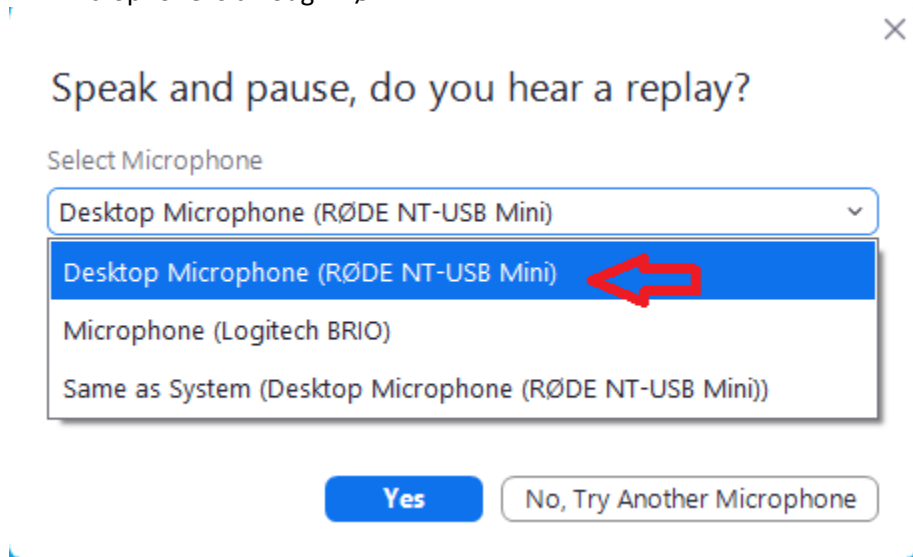 Speak and pause, do you hear a replay?
Select Microphone
Desktop Microphone (RØDE NT-USB Mini)
Desktop Microphone (RØDE NT-USB Mini)
Microphone (Logitech BRIO)
Same as System (Desktop Microphone (RØDE NT-USB Mini))
Yes
No, Try Another Microphone